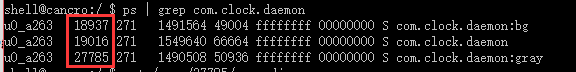 shell@cancro:/ $ ps | grep com.clock.daemon
u0_a263 18937 271 1491564 49004 ffffffff 00000000 S com.clock.daemon:bg
u0_a263 19016 271 1549640 66664 ffffffff 00000000 S com.clock.daemon
u0_a263 27785 271 1490508 50936 ffffffff 00000000 S com.clock.daemon:gray